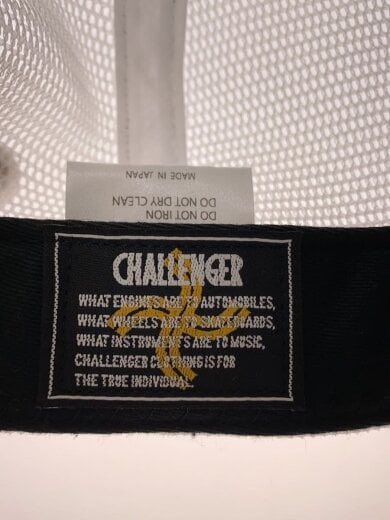 MADE IN JAPAN
DO NOT DRY CLEAN
DO NOT IRON
CHALLENGER
WHAT ENGINES ARE TO AUTOMOBILES,
WHAT WHEELS ARE TO SKATEBOARDS,
WHAT INSTRUMENTS ARE TO MUSIC,
CHALLENGER CLOTHING IS FOR
THE TRUE INDIVIDUAL.